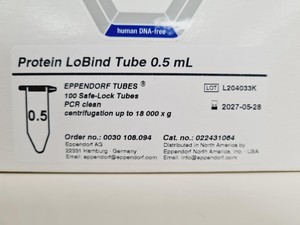 human DNA-free
Protein LoBind Tube 0.5 mL
EPPENDORF TUBES®
100 Safe-Lock Tubes
PCR clean
centrifugation up to 18 000 x g
0.5
LOT L204033K
2027-05-28
Order no.: 0030 108.094
Eppendorf AG
22331 Hamburg · Germany
Email: eppendorf@eppendorf.com
Cat. no.: 022431064
Distributed in North America by
Eppendorf North America, Inc. · USA
Email: info@eppendorf.com